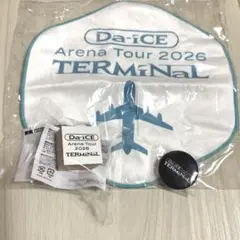 Da-iCE
Arena Tour 2026
TERMiNaL
Da-iCE
Arena Tour
2026
TERMiNaL